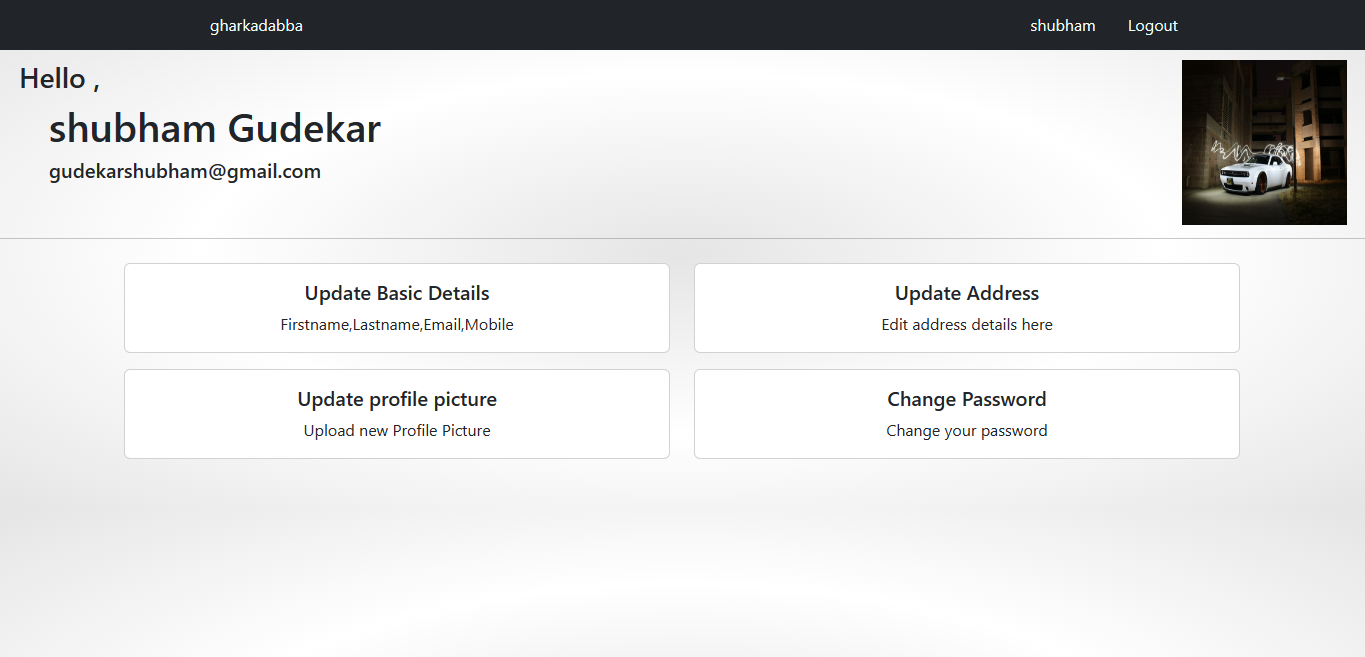 gharkadabba
shubham
Logout
Hello ,
shubham Gudekar
gudekarshubham@gmail.com
Update Basic Details
Firstname,Lastname,Email,Mobile
Update Address
Edit address details here
Update profile picture
Upload new Profile Picture
Change Password
Change your password